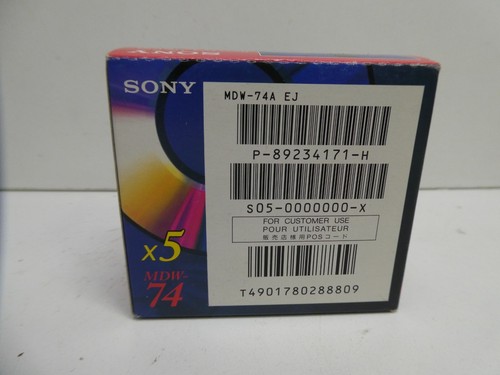 SONY
SONY
MDW-74A EJ
P-89234171-H
S05-0000000-X
FOR CUSTOMER USE
POUR UTILISATEUR
販売店様用POSコード
T4901780288809
X5
MDW-
74